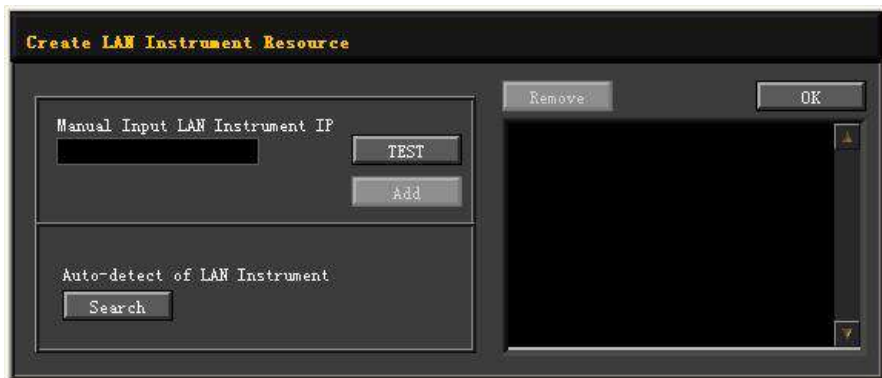 Create LAN Instrument Resource
Remove
OK
Manual Input LAN Instrument IP
TEST
Add
Auto-detect of LAN Instrument
Search